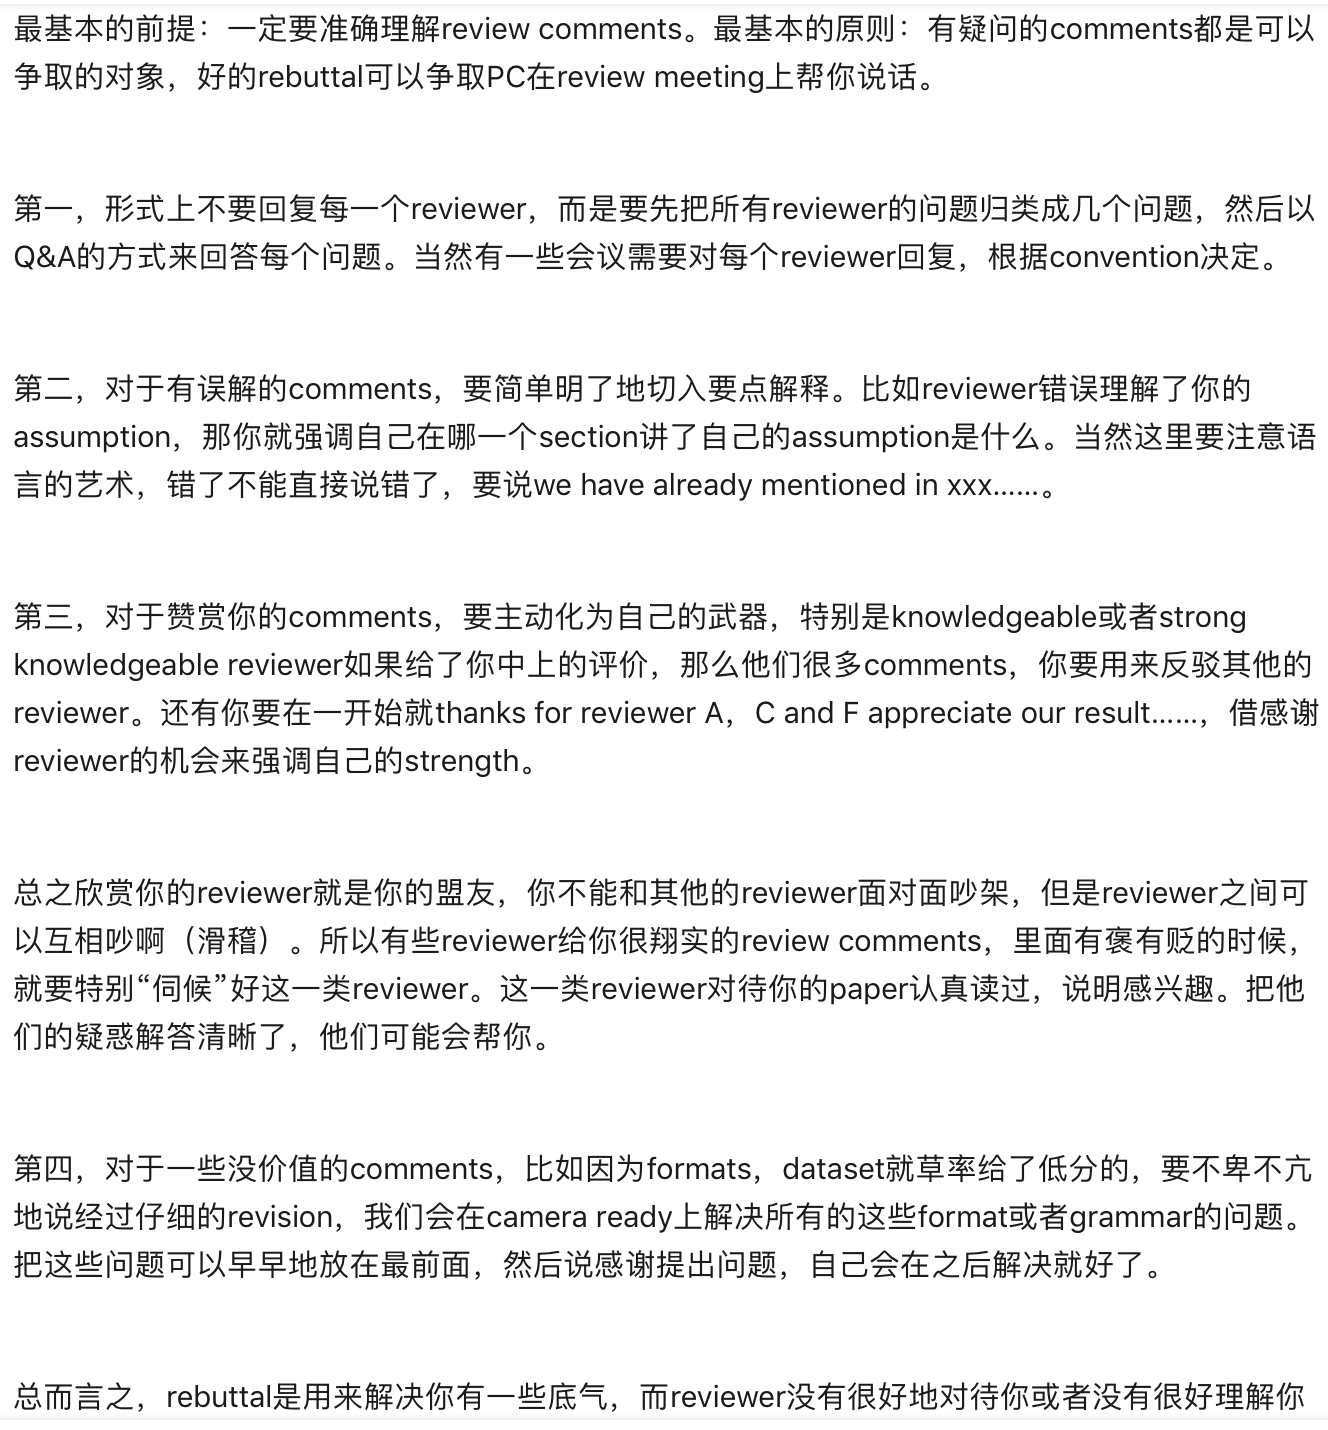 最基本的前提：一定要准确理解review comments。最基本的原则：有疑问的comments都是可以
争取的对象，好的rebuttal可以争取PC在review meeting上帮你说话。
第一，形式上不要回复每一个reviewer，而是要先把所有reviewer的问题归类成几个问题，然后以
Q&A的方式来回答每个问题。当然有一些会议需要对每个reviewer回复，根据convention决定。
第二，对于有误解的comments，要简单明了地切入要点解释。比如reviewer错误理解了你的
assumption，那你就强调自己在哪一个section讲了自己的assumption是什么。当然这里要注意语
言的艺术，错了不能直接说错了，要说we have already mentioned in xxx……。
第三，对于赞赏你的comments，要主动化为自己的武器，特别是knowledgeable或者strong
knowledgeable reviewer如果给了你中上的评价，那么他们很多comments，你要用来反驳其他的
reviewer。还有你要在一开始就thanks for reviewer A，C and F appreciate our result……，借感谢
reviewer的机会来强调自己的strength。
总之欣赏你的reviewer就是你的盟友，你不能和其他的reviewer面对面吵架，但是reviewer之间可
以互相吵啊（滑稽）。所以有些reviewer给你很翔实的review comments，里面有褒有贬的时候，
就要特别“伺候”好这一类reviewer。这一类reviewer对待你的paper认真读过，说明感兴趣。把他
们的疑惑解答清晰了，他们可能会帮你。
第四，对于一些没价值的comments，比如因为formats，dataset就草率给了低分的，要不卑不亢
地说经过仔细的revision，我们会在camera ready上解决所有的这些format或者grammar的问题。
把这些问题可以早早地放在最前面，然后说感谢提出问题，自己会在之后解决就好了。
总而言之，rebuttal是用来解决你有一些底气，而reviewer没有很好地对待你或者没有很好理解你